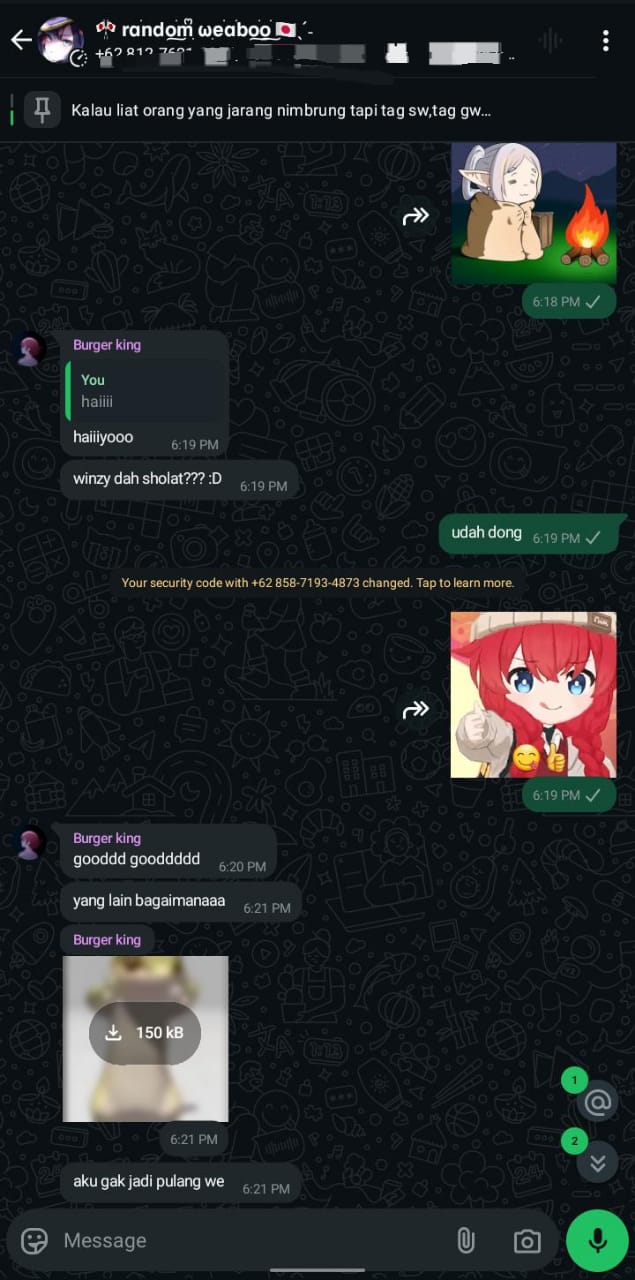 random weaboo
+62 812-7621
Kalau liat orang yang jarang nimbrung tapi tag sw,tag gw...
6:18 PM
Burger king
You
haiiii
haiiiyooo
6:19 PM
winzy dah sholat??? :D
6:19 PM
udah dong
6:19 PM
Your security code with +62 858-7193-4873 changed. Tap to learn more.
6:19 PM
Burger king
gooddd gooddddd
6:20 PM
yang lain bagaimanaaa
6:21 PM
Burger king
150 kB
6:21 PM
1
@
2
aku gak jadi pulang we
6:21 PM
Message